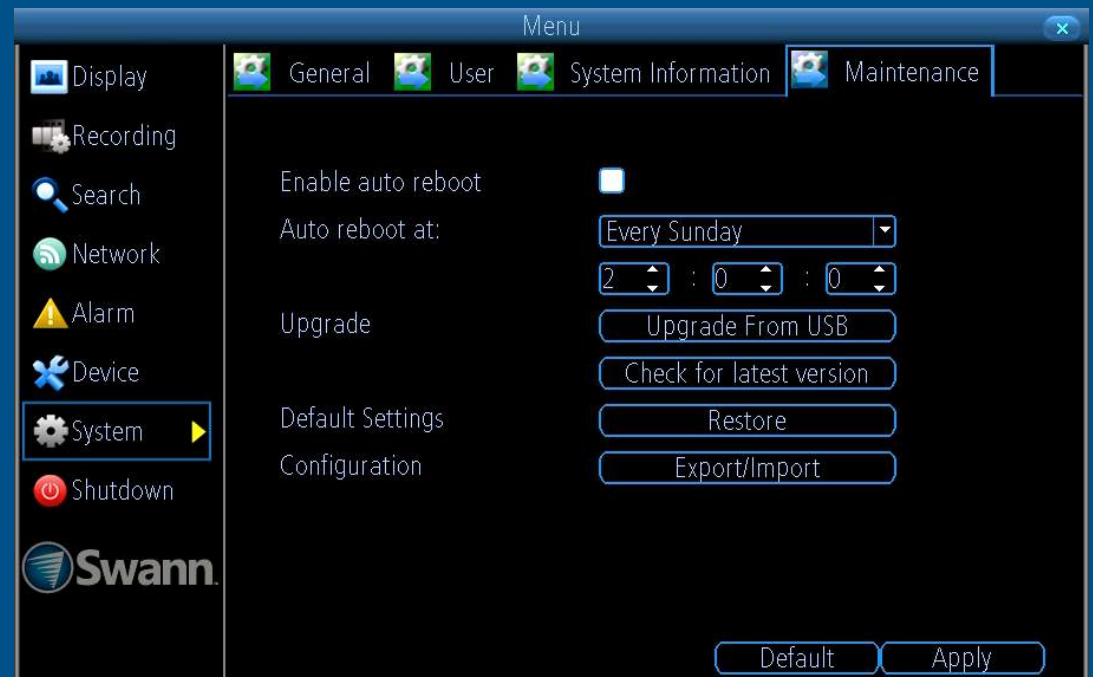 Menu
Display
Recording
Search
Network
Alarm
Device
System
Shutdown
Swann.
General User System Information Maintenance
Enable auto reboot
Auto reboot at: Every Sunday
2 : 0 : 0
Upgrade Upgrade From USB
Check for latest version
Default Settings Restore
Configuration Export/Import
Default Apply